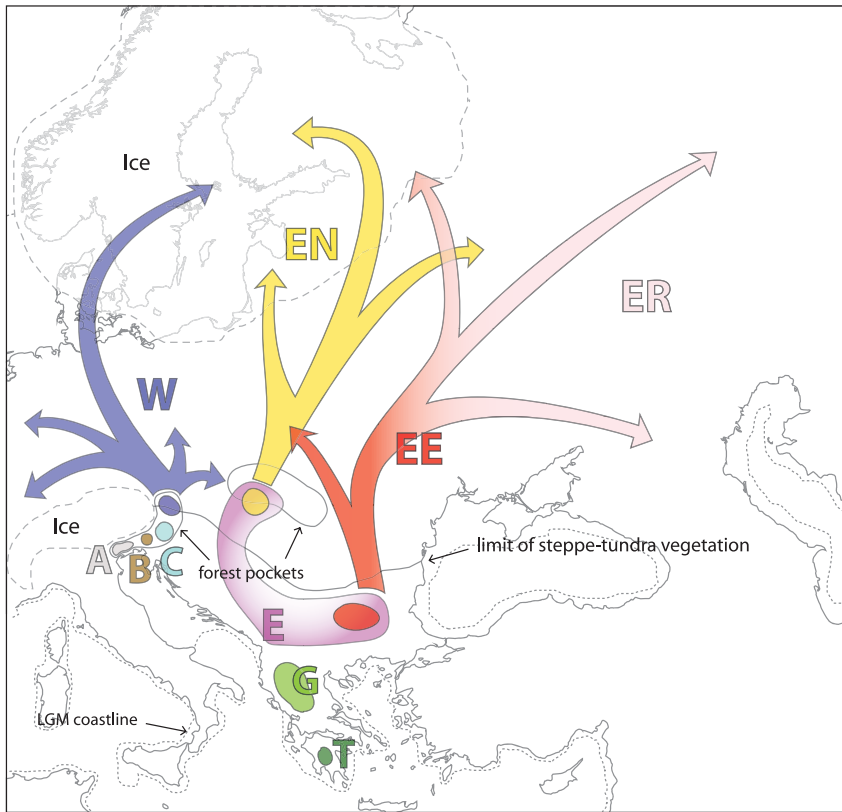 Ice
EN
ER
W
EE
Ice
A
B
C
forest pockets
limit of steppe-tundra vegetation
E
G
LGM coastline
T